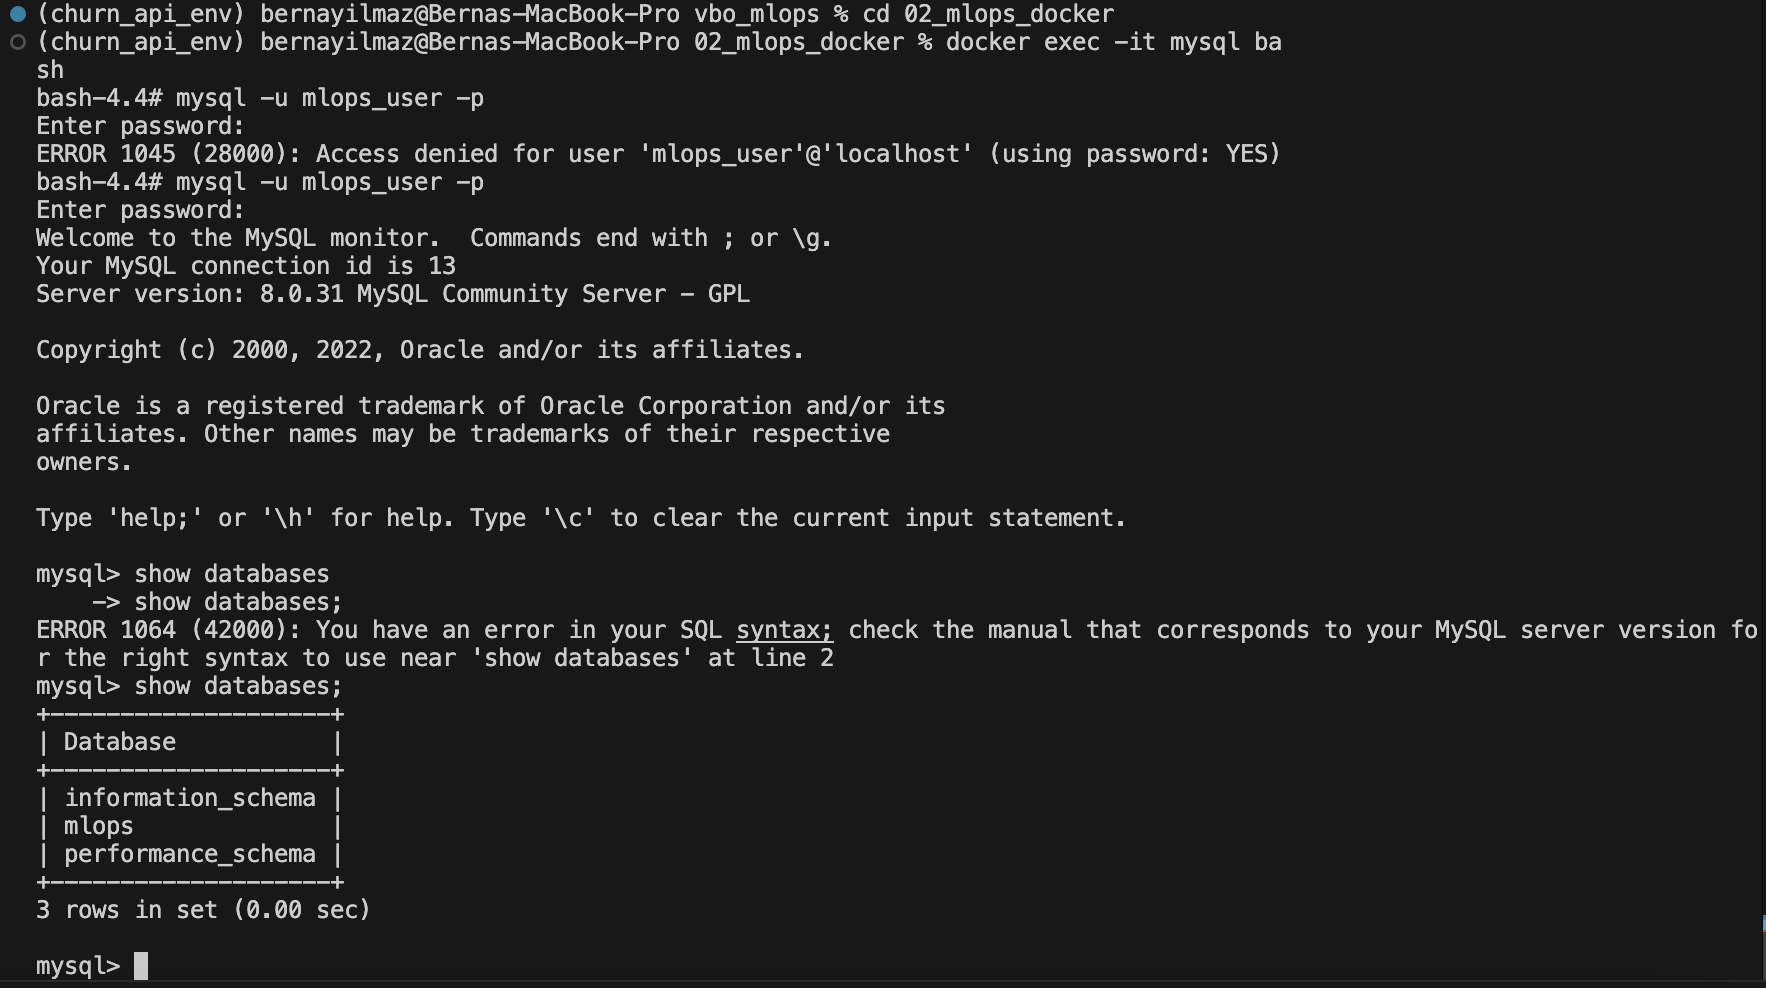 (churn_api_env) bernayilmaz@Bernas-MacBook-Pro vbo_mlops % cd 02_mlops_docker
(churn_api_env) bernayilmaz@Bernas-MacBook-Pro 02_mlops_docker % docker exec -it mysql ba
sh
bash-4.4# mysql -u mlops_user -p
Enter password:
ERROR 1045 (28000): Access denied for user 'mlops_user'@'localhost' (using password: YES)
bash-4.4# mysql -u mlops_user -p
Enter password:
Welcome to the MySQL monitor.  Commands end with ; or \g.
Your MySQL connection id is 13
Server version: 8.0.31 MySQL Community Server - GPL

Copyright (c) 2000, 2022, Oracle and/or its affiliates.

Oracle is a registered trademark of Oracle Corporation and/or its
affiliates. Other names may be trademarks of their respective
owners.

Type 'help;' or '\h' for help. Type '\c' to clear the current input statement.

mysql> show databases
    -> show databases;
ERROR 1064 (42000): You have an error in your SQL syntax; check the manual that corresponds to your MySQL server version fo
r the right syntax to use near 'show databases' at line 2
mysql> show databases;
+--------------------+
| Database           |
+--------------------+
| information_schema |
| mlops              |
| performance_schema |
+--------------------+
3 rows in set (0.00 sec)

mysql>